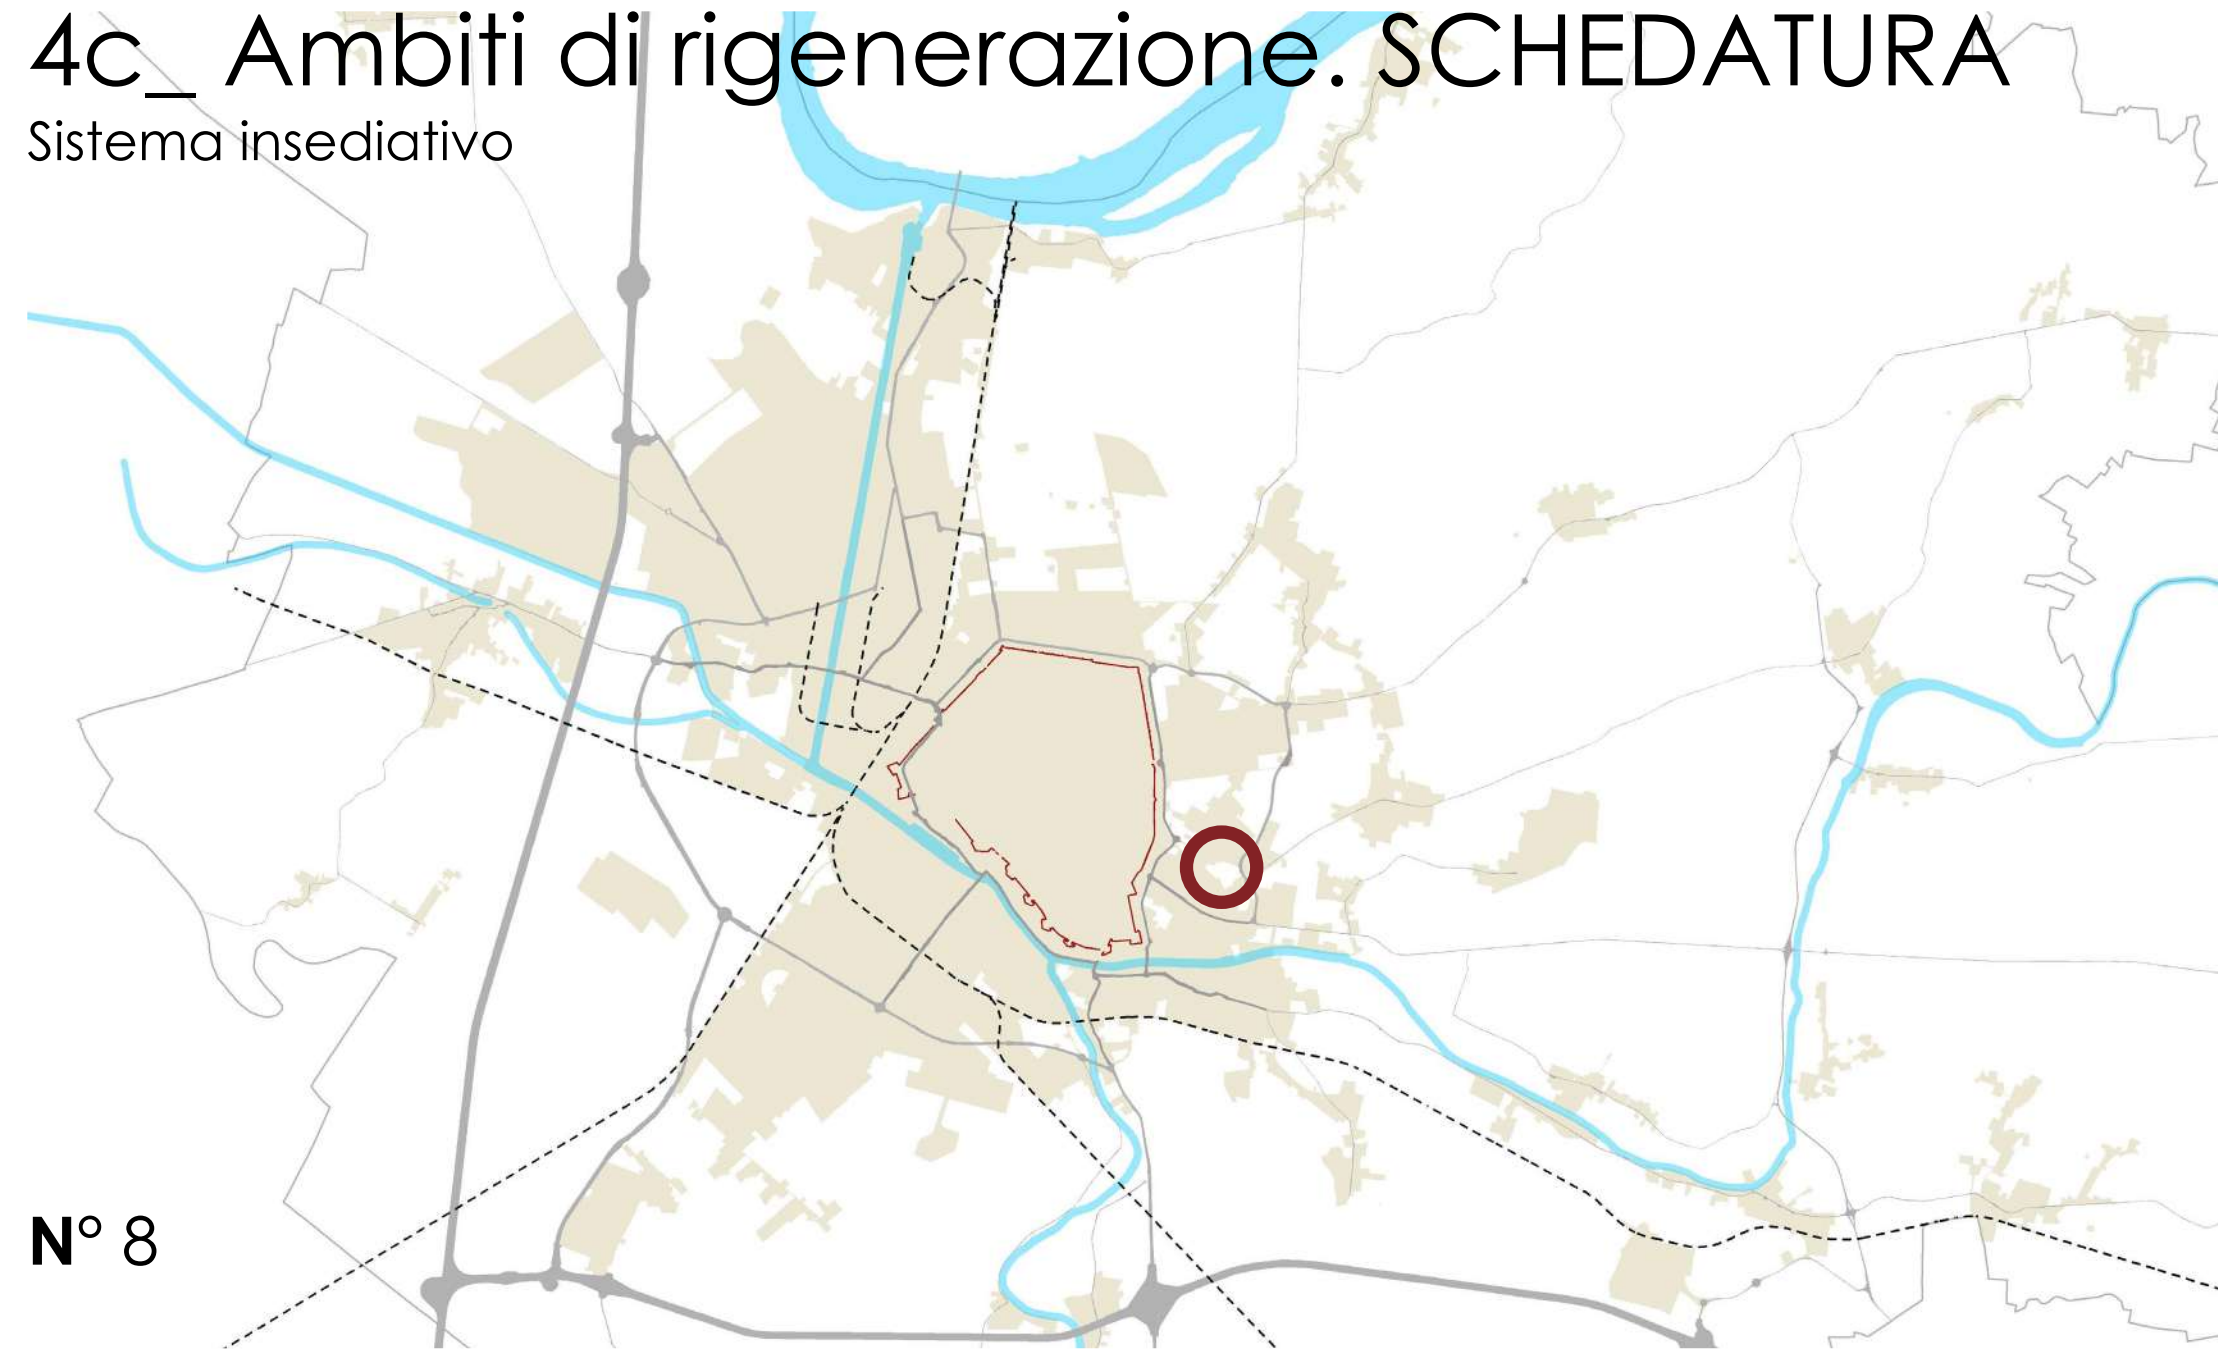 4c_ Ambiti di rigenerazione. SCHEDATURA
Sistema insediativo
N° 8